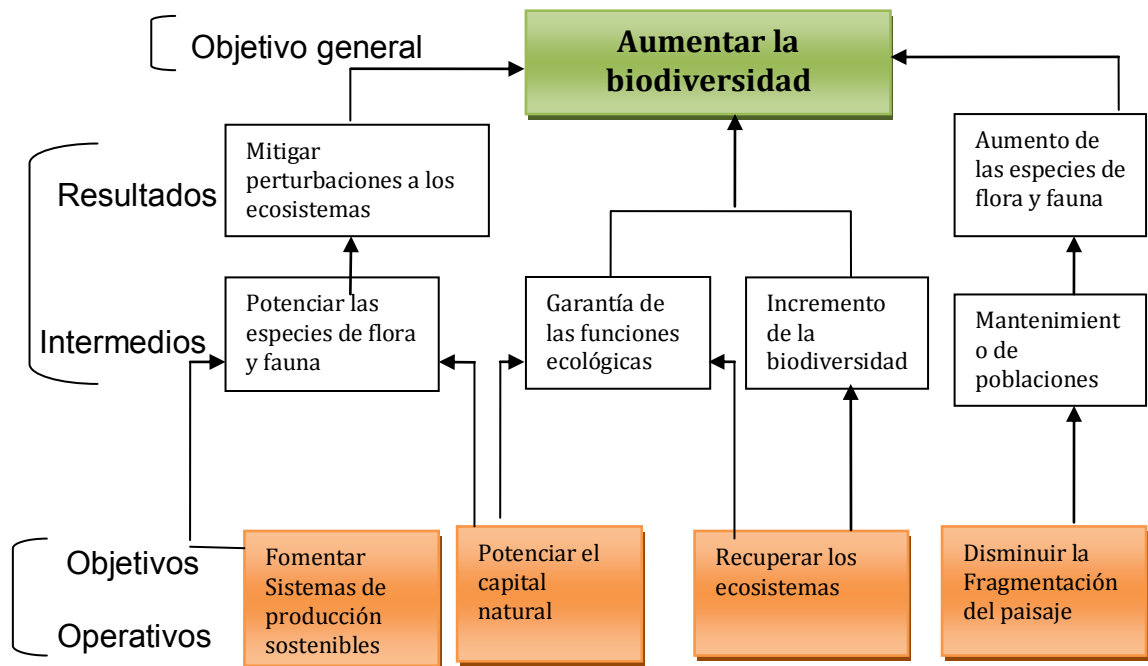 Objetivo general
Aumentar la
biodiversidad
Resultados
Mitigar
perturbaciones a los
ecosistemas
Aumento de
las especies de
flora y fauna
Intermedios
Potenciar las
especies de flora
y fauna
Garantía de
las funciones
ecológicas
Incremento
de la
biodiversidad
Mantenimient
o de
poblaciones
Objetivos
Operativos
Fomentar
Sistemas de
producción
sostenibles
Potenciar el
capital
natural
Recuperar los
ecosistemas
Disminuir la
Fragmentación
del paisaje